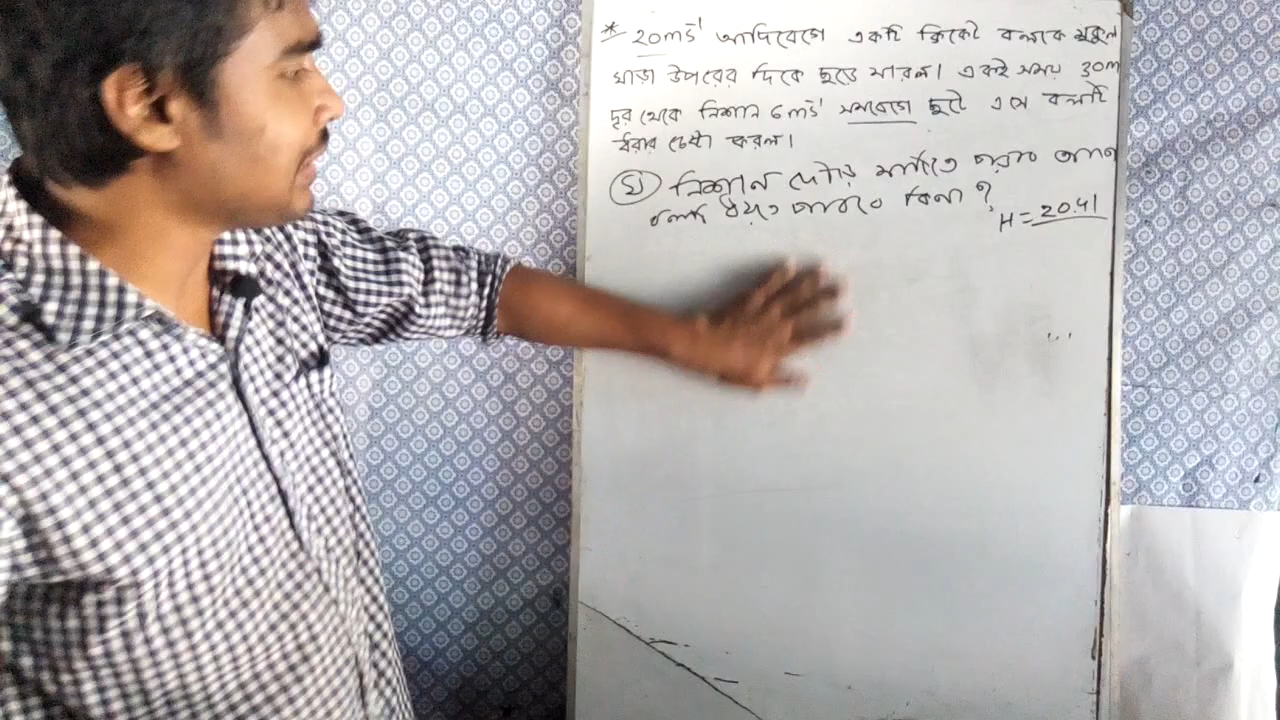 * 20ms⁻¹ আদিবেগে একটি ক্রিকেট বলকে মুকুল
খাড়া উপরের দিকে ছুড়ে মারল। একই সময় 30m
দূর থেকে নিশান 6ms⁻¹ সমবেগে ছুটে এসে বলটি
ধরার চেষ্টা করল।
(ঘ) নিশান দৌড়ে মাটিতে পরার আগে
বলটি ধরতে পারবে কিনা?
H = 20.41